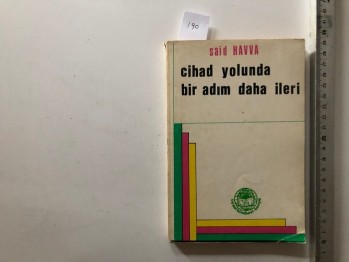 190
said HAVVA
cihad yolunda
bir adım daha ileri